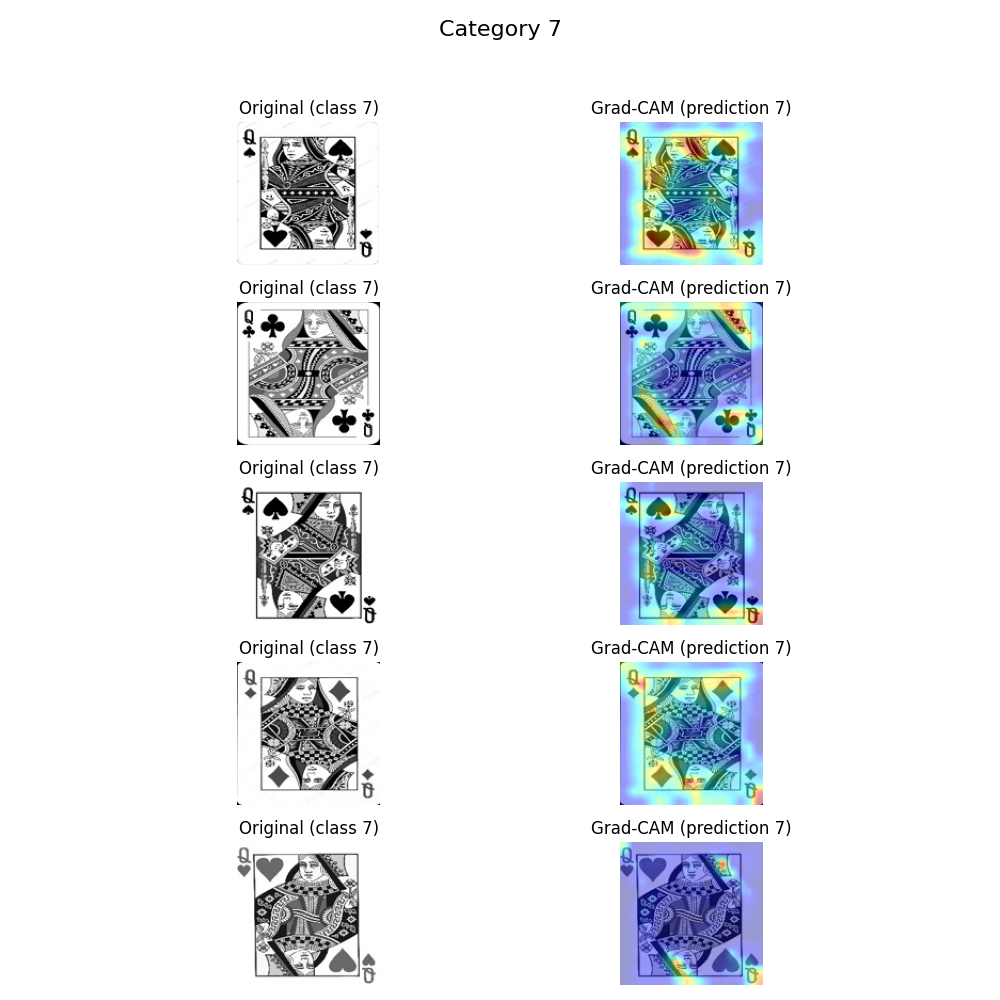 Category 7
Original (class 7) Grad-CAM (prediction 7)
Q Q
Q Q
Original (class 7) Grad-CAM (prediction 7)
Q Q
Q Q
Original (class 7) Grad-CAM (prediction 7)
Q Q
Q Q
Original (class 7) Grad-CAM (prediction 7)
Q Q
Q Q
Original (class 7) Grad-CAM (prediction 7)
Q Q
Q Q